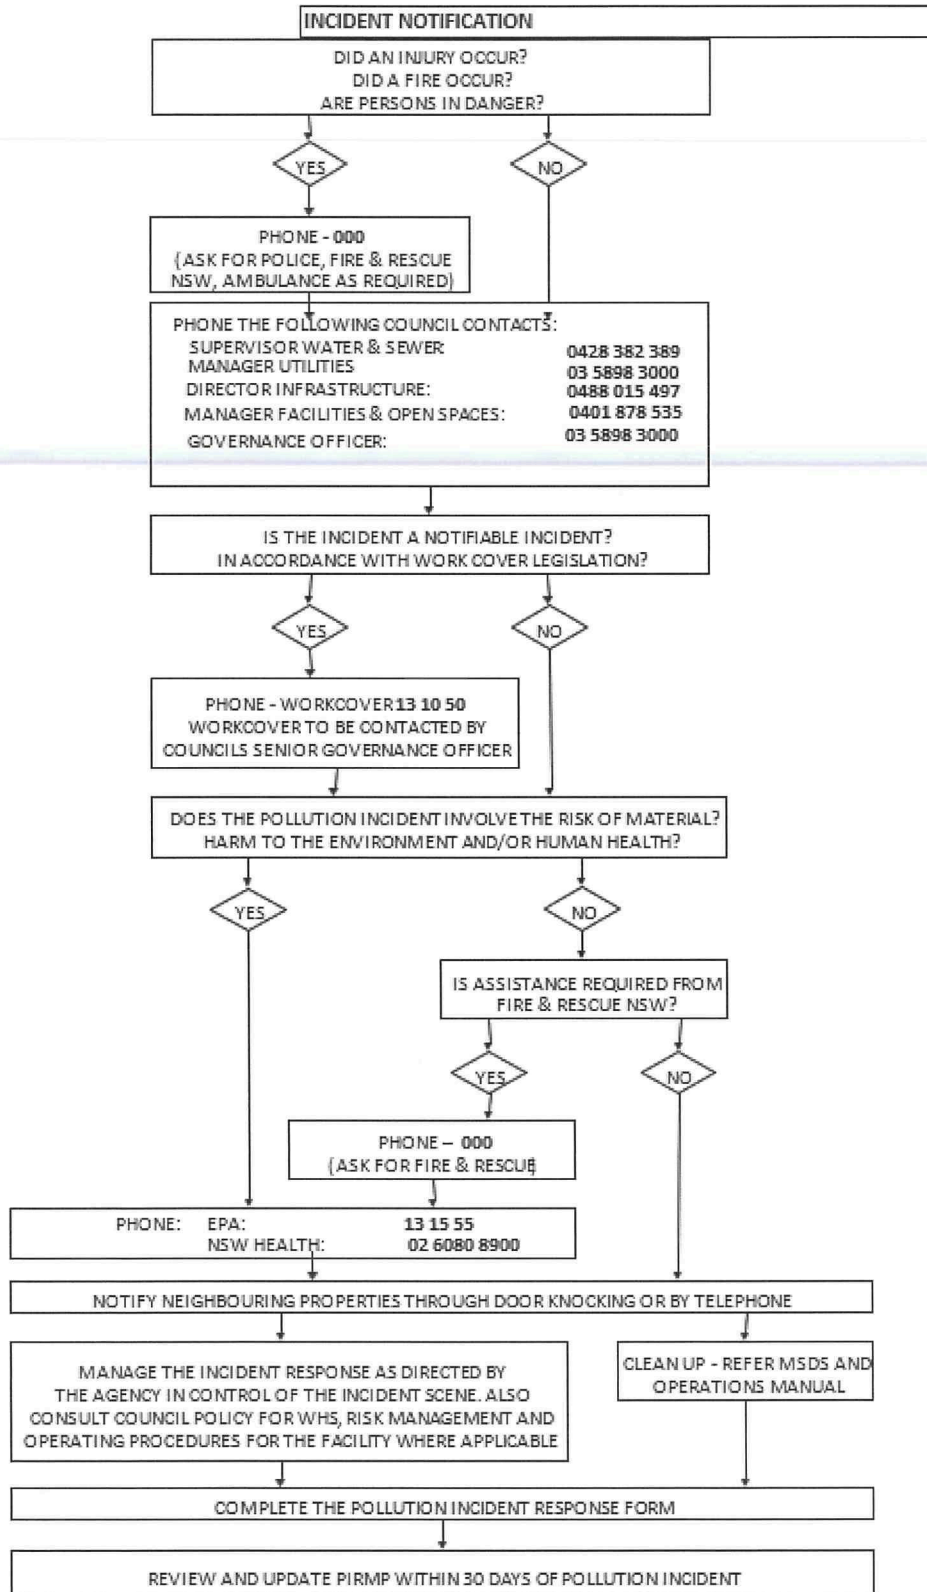 INCIDENT NOTIFICATION
DID AN INJURY OCCUR?
DID A FIRE OCCUR?
ARE PERSONS IN DANGER?
YES
NO
PHONE - 000
(ASK FOR POLICE, FIRE & RESCUE
NSW, AMBULANCE AS REQUIRED)
PHONE THE FOLLOWING COUNCIL CONTACTS:
SUPERVISOR WATER & SEWER: 0428 382 389
MANAGER UTILITIES 03 5898 3000
DIRECTOR INFRASTRUCTURE: 0488 015 497
MANAGER FACILITIES & OPEN SPACES: 0401 878 535
GOVERNANCE OFFICER: 03 5898 3000
IS THE INCIDENT A NOTIFIABLE INCIDENT?
IN ACCORDANCE WITH WORK COVER LEGISLATION?
YES
NO
PHONE - WORKCOVER 13 10 50
WORKCOVER TO BE CONTACTED BY
COUNCILS SENIOR GOVERNANCE OFFICER
DOES THE POLLUTION INCIDENT INVOLVE THE RISK OF MATERIAL?
HARM TO THE ENVIRONMENT AND/OR HUMAN HEALTH?
YES
NO
IS ASSISTANCE REQUIRED FROM
FIRE & RESCUE NSW?
YES
NO
PHONE – 000
(ASK FOR FIRE & RESCUE)
PHONE: EPA: 13 15 55
NSW HEALTH: 02 6080 8900
NOTIFY NEIGHBOURING PROPERTIES THROUGH DOOR KNOCKING OR BY TELEPHONE
MANAGE THE INCIDENT RESPONSE AS DIRECTED BY
THE AGENCY IN CONTROL OF THE INCIDENT SCENE. ALSO
CONSULT COUNCIL POLICY FOR WHS, RISK MANAGEMENT AND
OPERATING PROCEDURES FOR THE FACILITY WHERE APPLICABLE
CLEAN UP - REFER MSDS AND
OPERATIONS MANUAL
COMPLETE THE POLLUTION INCIDENT RESPONSE FORM
REVIEW AND UPDATE PIRMP WITHIN 30 DAYS OF POLLUTION INCIDENT